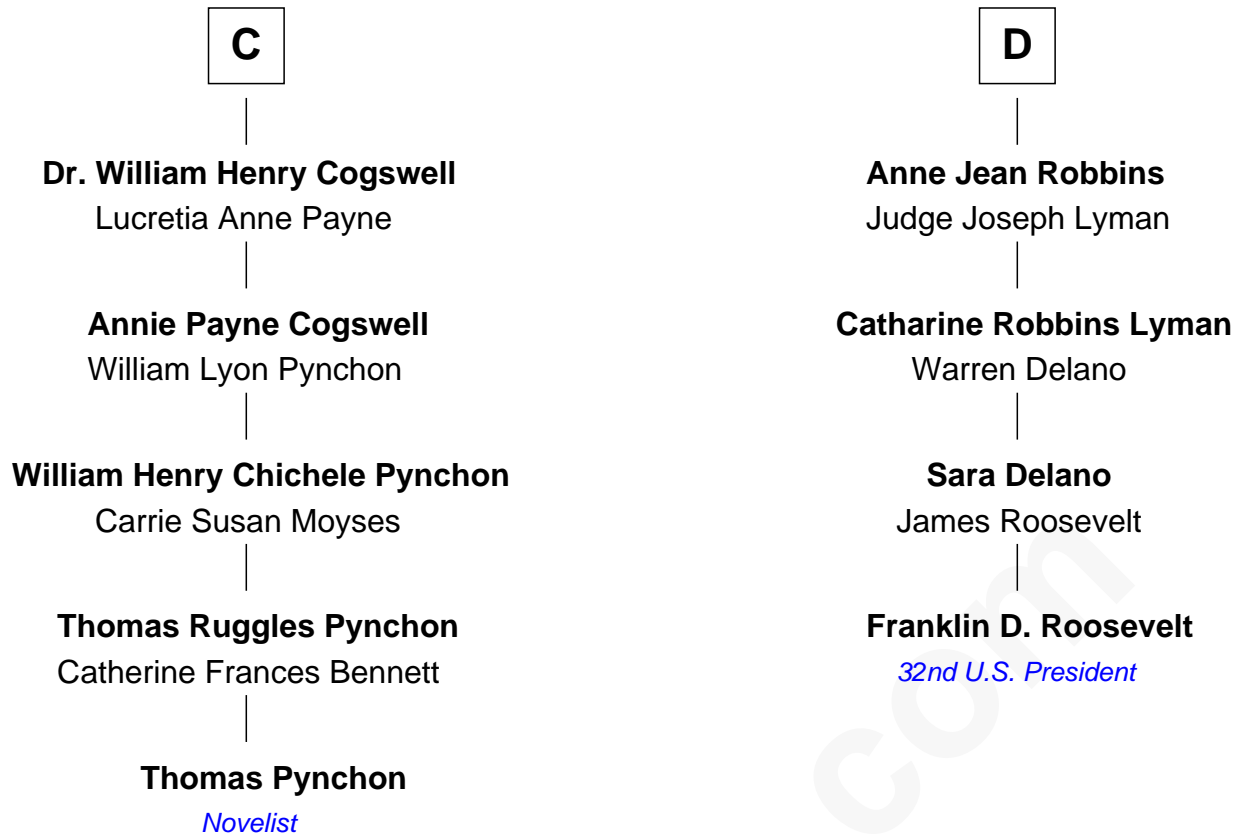 C
Dr. William Henry Cogswell
Lucretia Anne Payne
Annie Payne Cogswell
William Lyon Pynchon
William Henry Chichele Pynchon
Carrie Susan Moyses
Thomas Ruggles Pynchon
Catherine Frances Bennett
Thomas Pynchon
Novelist
D
Anne Jean Robbins
Judge Joseph Lyman
Catharine Robbins Lyman
Warren Delano
Sara Delano
James Roosevelt
Franklin D. Roosevelt
32nd U.S. President
com